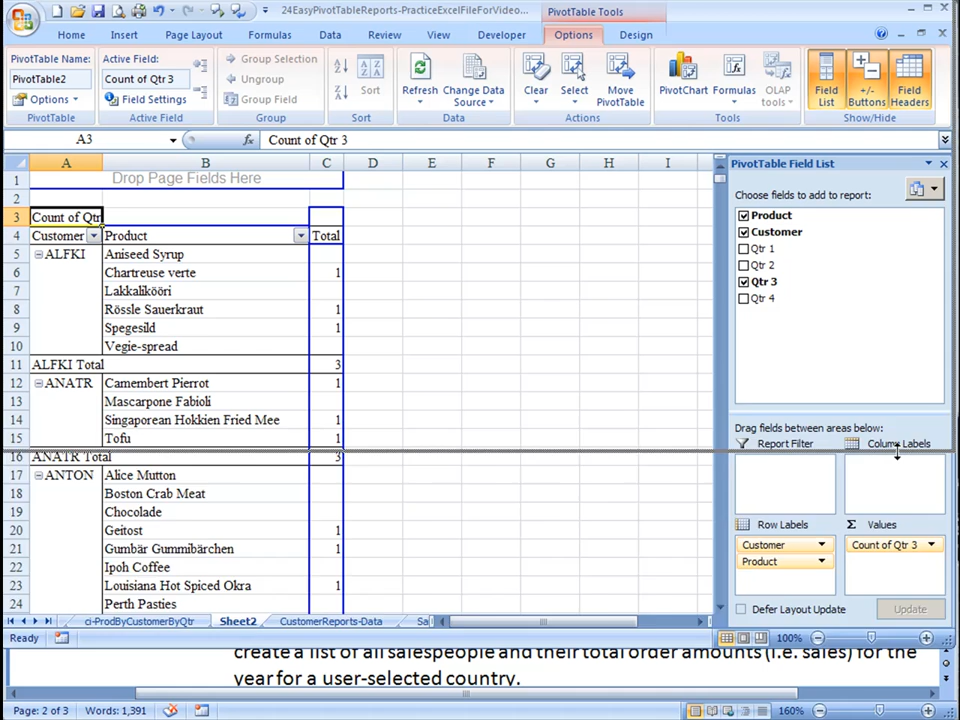 24EasyPivotTableReports-PracticeExcelFileForVideo...
PivotTable Tools
Home Insert Page Layout Formulas Data Review View Developer Options Design
PivotTable Name:
PivotTable2
Options
PivotTable
Active Field:
Count of Qtr 3
Field Settings
Active Field
Group Selection
Ungroup
Group Field
Group
Sort
Sort
Refresh
Change Data Source
Data
Clear
Select
Move PivotTable
Actions
PivotChart
Formulas
OLAP tools
Tools
Field List
+/- Buttons
Field Headers
Show/Hide
A3
fx
Count of Qtr 3
A B C D E F G H I
1 Drop Page Fields Here
2
3 Count of Qtr
4 Customer Product Total
5 ALFKI Aniseed Syrup
6 Chartreuse verte 1
7 Lakkalikööri
8 Rössle Sauerkraut 1
9 Spegesild 1
10 Vegie-spread
11 ALFKI Total 3
12 ANATR Camembert Pierrot 1
13 Mascarpone Fabioli
14 Singaporean Hokkien Fried Mee 1
15 Tofu 1
16 ANATR Total 3
17 ANTON Alice Mutton
18 Boston Crab Meat
19 Chocolade
20 Geitost 1
21 Gumbär Gummibärchen 1
22 Ipoh Coffee
23 Louisiana Hot Spiced Okra 1
24 Perth Pasties
PivotTable Field List
Choose fields to add to report:
Product
Customer
Qtr 1
Qtr 2
Qtr 3
Qtr 4
Drag fields between areas below:
Report Filter
Column Labels
Row Labels
Σ Values
Customer
Product
Count of Qtr 3
Defer Layout Update
Update
ci-ProdByCustomerByQtr Sheet2 CustomerReports-Data Sa
Ready
100%
create a list of all salespeople and their total order amounts (i.e. sales) for the
year for a user-selected country.
Page: 2 of 3 Words: 1,391
160%